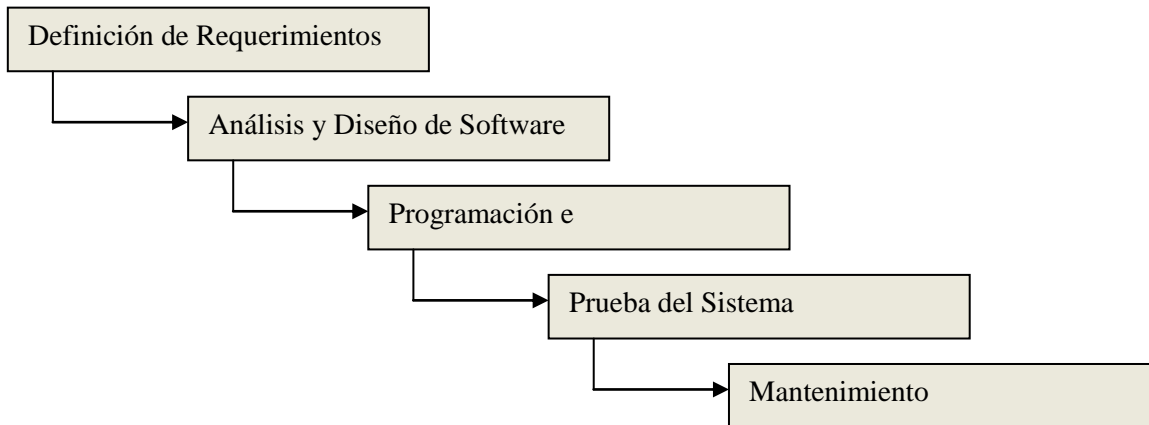 Definición de Requerimientos
Análisis y Diseño de Software
Programación e
Prueba del Sistema
Mantenimiento